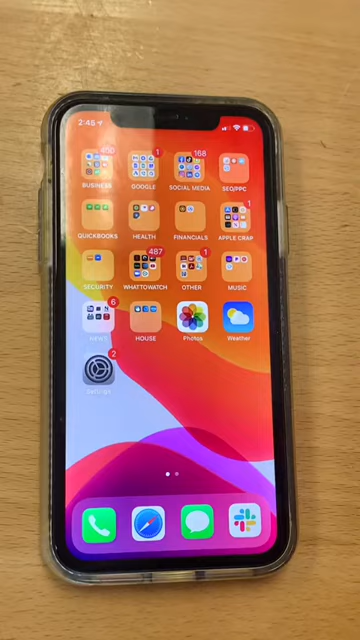 2:45
450 1 168
BUSINESS GOOGLE SOCIAL MEDIA SEO/PPC
1
QUICKBOOKS HEALTH FINANCIALS APPLE CRAP
487 1
SECURITY WHATTOWATCH OTHER MUSIC
6
NEWS HOUSE Photos Weather
2
Settings